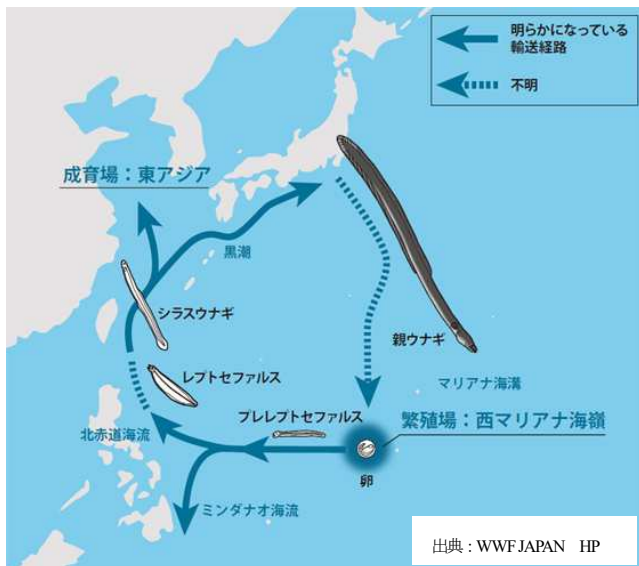 明らかになっている
輸送経路
不明
成育場：東アジア
黒潮
シラスウナギ
親ウナギ
レプトセファルス
マリアナ海溝
プレレプトセファルス
繁殖場：西マリアナ海嶺
北赤道海流
卵
ミンダナオ海流
出典：WWF JAPAN HP